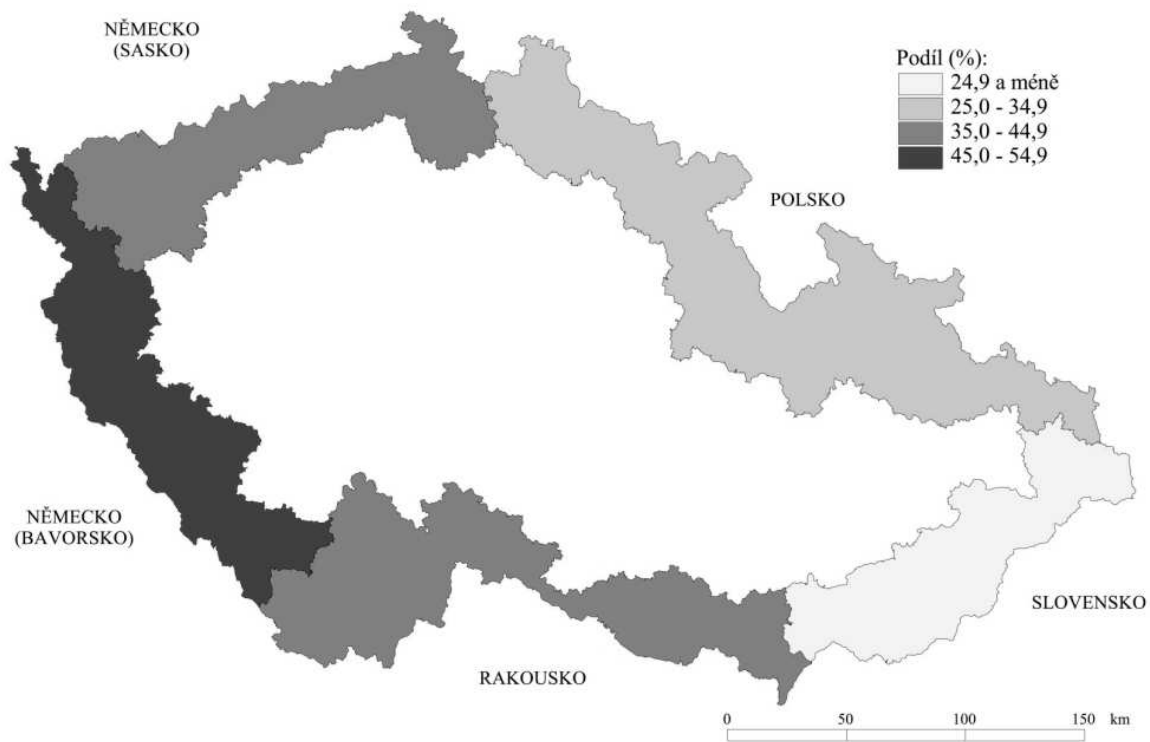 NĚMECKO
(SASKO)
Podíl (%):
24,9 a méně
25,0 - 34,9
35,0 - 44,9
45,0 - 54,9
POLSKO
NĚMECKO
(BAVORSKO)
SLOVENSKO
RAKOUSKO
0 50 100 150 km